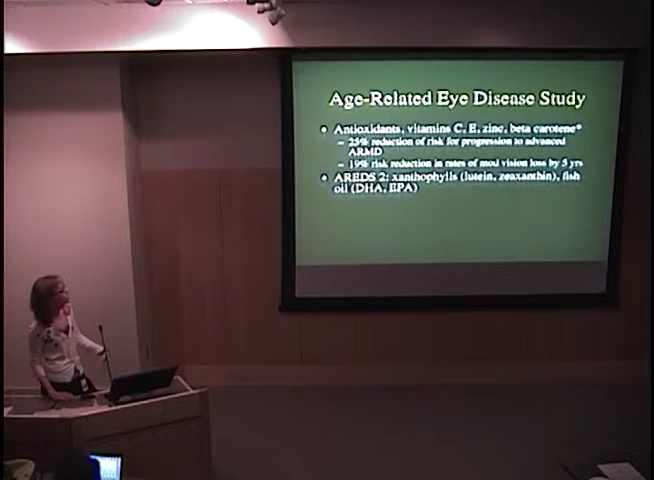 Age-Related Eye Disease Study
• Antioxidants, vitamins C, E, zinc, beta carotene*
– 25% reduction of risk for progression to advanced
ARMD
– 19% risk reduction in rates of mod vision loss by 5 yrs
• AREDS 2: xanthophylls (lutein, zeaxanthin), fish
oil (DHA, EPA)